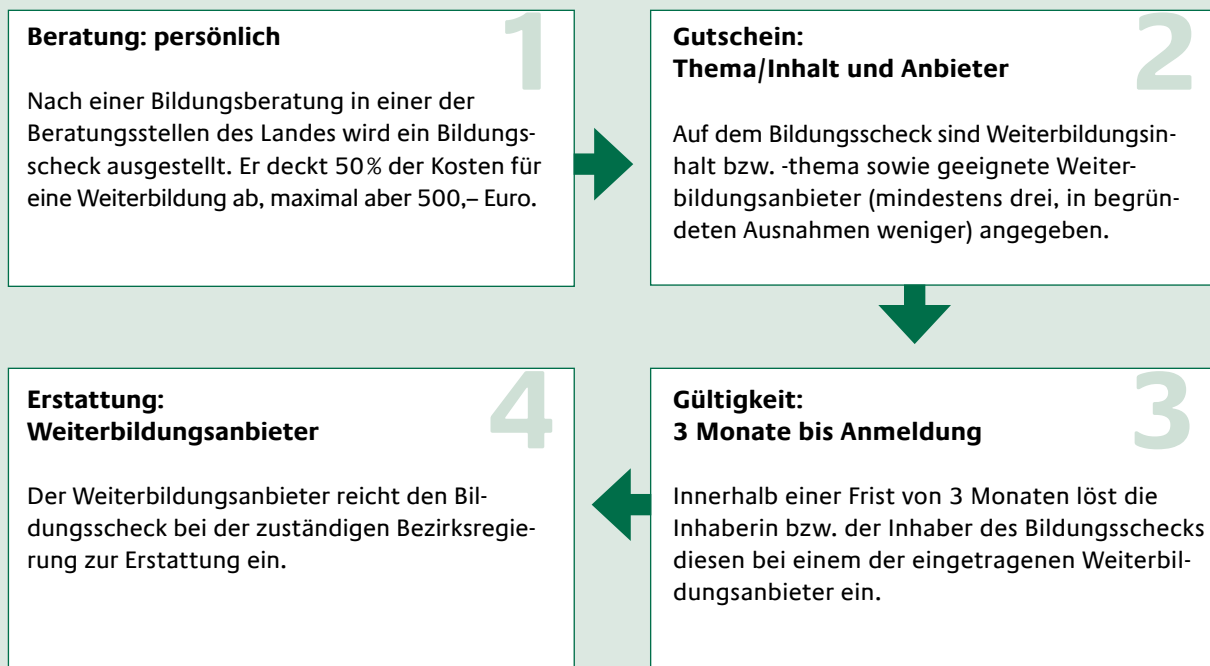 1
Beratung: persönlich
Nach einer Bildungsberatung in einer der
Beratungsstellen des Landes wird ein Bildungs-
scheck ausgestellt. Er deckt 50 % der Kosten für
eine Weiterbildung ab, maximal aber 500,– Euro.
2
Gutschein:
Thema/Inhalt und Anbieter
Auf dem Bildungsscheck sind Weiterbildungsin-
halt bzw. -thema sowie geeignete Weiter-
bildungsanbieter (mindestens drei, in begrün-
deten Ausnahmen weniger) angegeben.
3
Gültigkeit:
3 Monate bis Anmeldung
Innerhalb einer Frist von 3 Monaten löst die
Inhaberin bzw. der Inhaber des Bildungsschecks
diesen bei einem der eingetragenen Weiterbil-
dungsanbieter ein.
4
Erstattung:
Weiterbildungsanbieter
Der Weiterbildungsanbieter reicht den Bil-
dungsscheck bei der zuständigen Bezirksregie-
rung zur Erstattung ein.